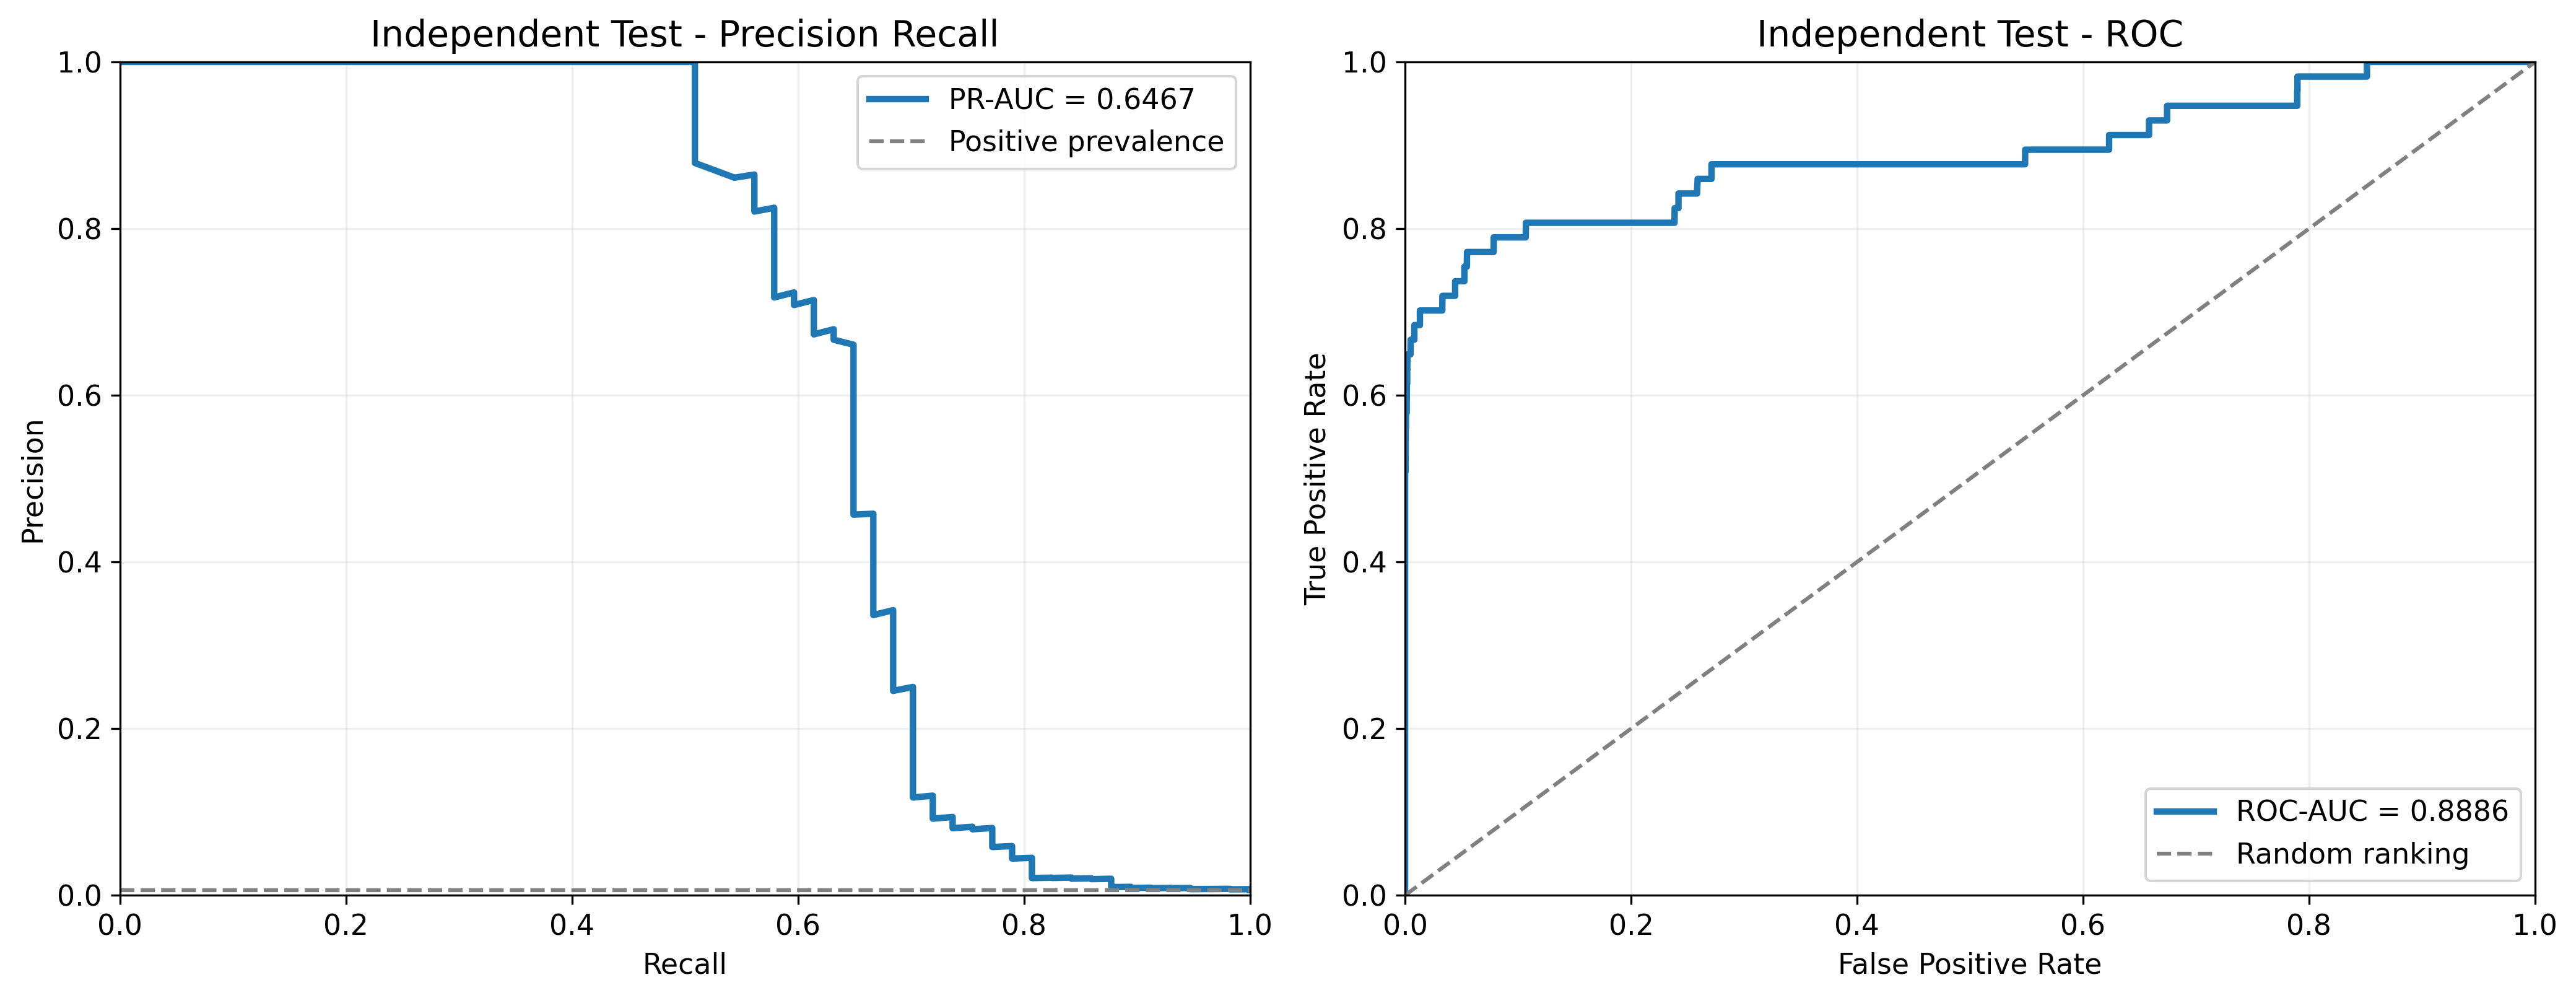 Independent Test - Precision Recall
1.0
0.8
0.6
0.4
0.2
0.0
Precision
PR-AUC = 0.6467
Positive prevalence
0.0 0.2 0.4 0.6 0.8 1.0
Recall
Independent Test - ROC
1.0
0.8
0.6
0.4
0.2
0.0
True Positive Rate
ROC-AUC = 0.8886
Random ranking
0.0 0.2 0.4 0.6 0.8 1.0
False Positive Rate